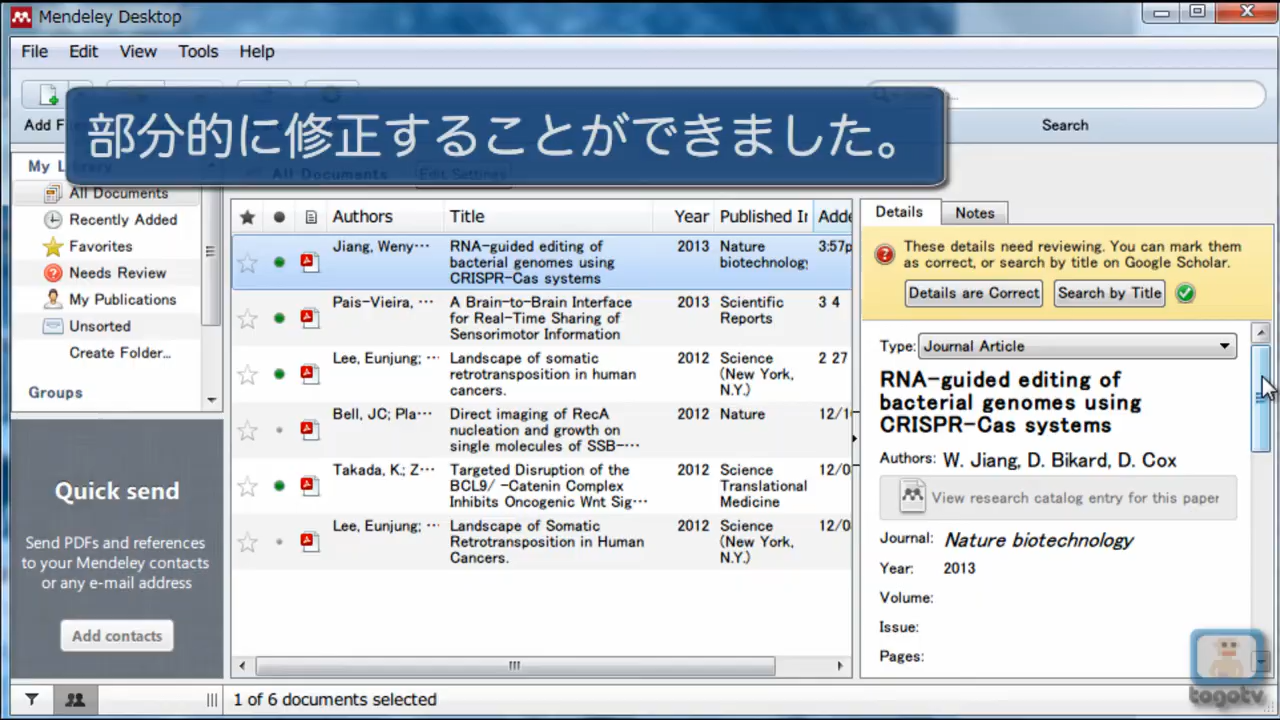 Mendeley Desktop
File Edit View Tools Help
部分的に修正することができました。
Add
Search
My Library
All Documents
Recently Added
Favorites
Needs Review
My Publications
Unsorted
Create Folder...
Groups
Quick send
Send PDFs and references
to your Mendeley contacts
or any e-mail address
Add contacts
All Documents Edit Settings
Authors Title Year Published In Adde
Jiang, Weny··· RNA-guided editing of bacterial genomes using CRISPR-Cas systems 2013 Nature biotechnology 3:57p
Pais-Vieira, ··· A Brain-to-Brain Interface for Real-Time Sharing of Sensorimotor Information 2013 Scientific Reports 3 4
Lee, Eunjung; ··· Landscape of somatic retrotransposition in human cancers. 2012 Science (New York, N.Y.) 2 27
Bell, JC; Pla··· Direct imaging of RecA nucleation and growth on single molecules of SSB-··· 2012 Nature 12/1
Takada, K.; Z··· Targeted Disruption of the BCL9/ -Catenin Complex Inhibits Oncogenic Wnt Sig··· 2012 Science Translational Medicine 12/0
Lee, Eunjung; ··· Landscape of Somatic Retrotransposition in Human Cancers. 2012 Science (New York, N.Y.) 12/0
Details Notes
These details need reviewing. You can mark them
as correct, or search by title on Google Scholar.
Details are Correct Search by Title
Type: Journal Article
RNA-guided editing of
bacterial genomes using
CRISPR-Cas systems
Authors: W. Jiang, D. Bikard, D. Cox
View research catalog entry for this paper
Journal: Nature biotechnology
Year: 2013
Volume:
Issue:
Pages:
1 of 6 documents selected
togotv